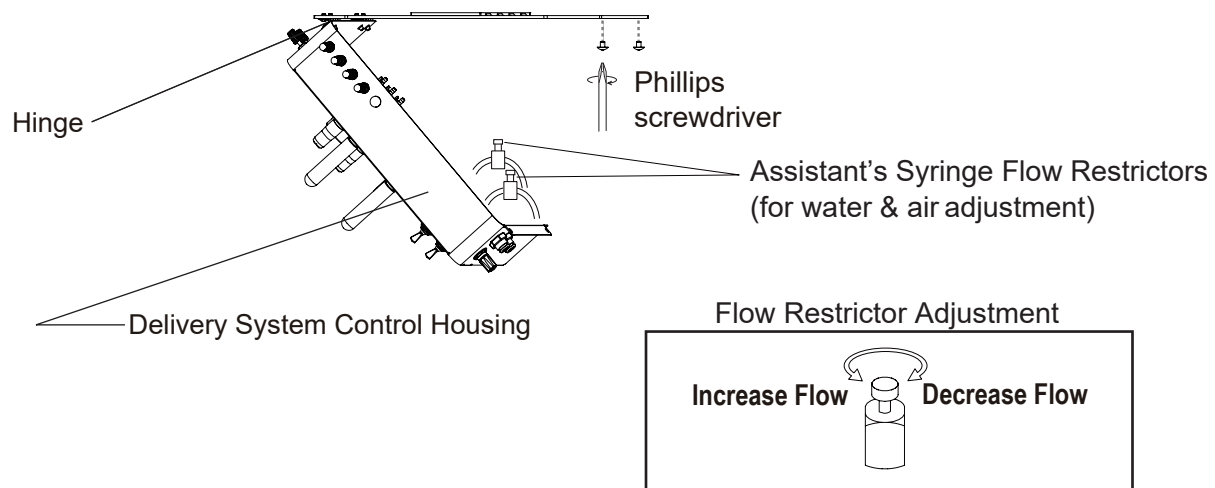 Hinge
Phillips
screwdriver
Assistant's Syringe Flow Restrictors
(for water & air adjustment)
Delivery System Control Housing
Flow Restrictor Adjustment
Increase Flow
Decrease Flow